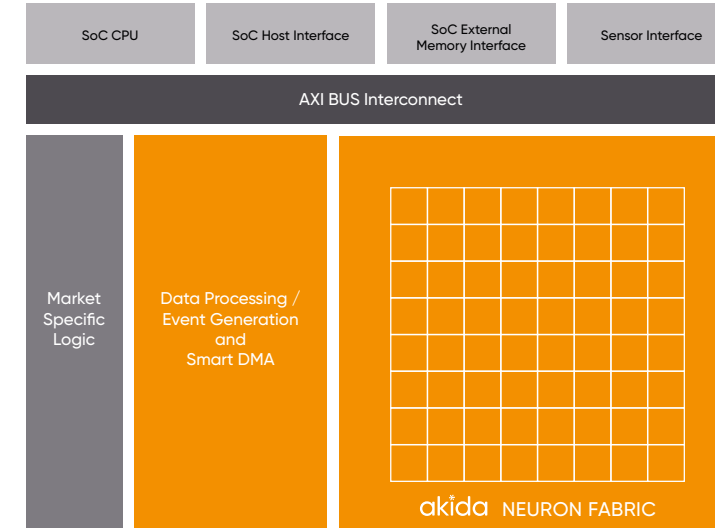 SoC CPU
SoC Host Interface
SoC External
Memory Interface
Sensor Interface
AXI BUS Interconnect
Market
Specific
Logic
Data Processing /
Event Generation
and
Smart DMA
akida NEURON FABRIC